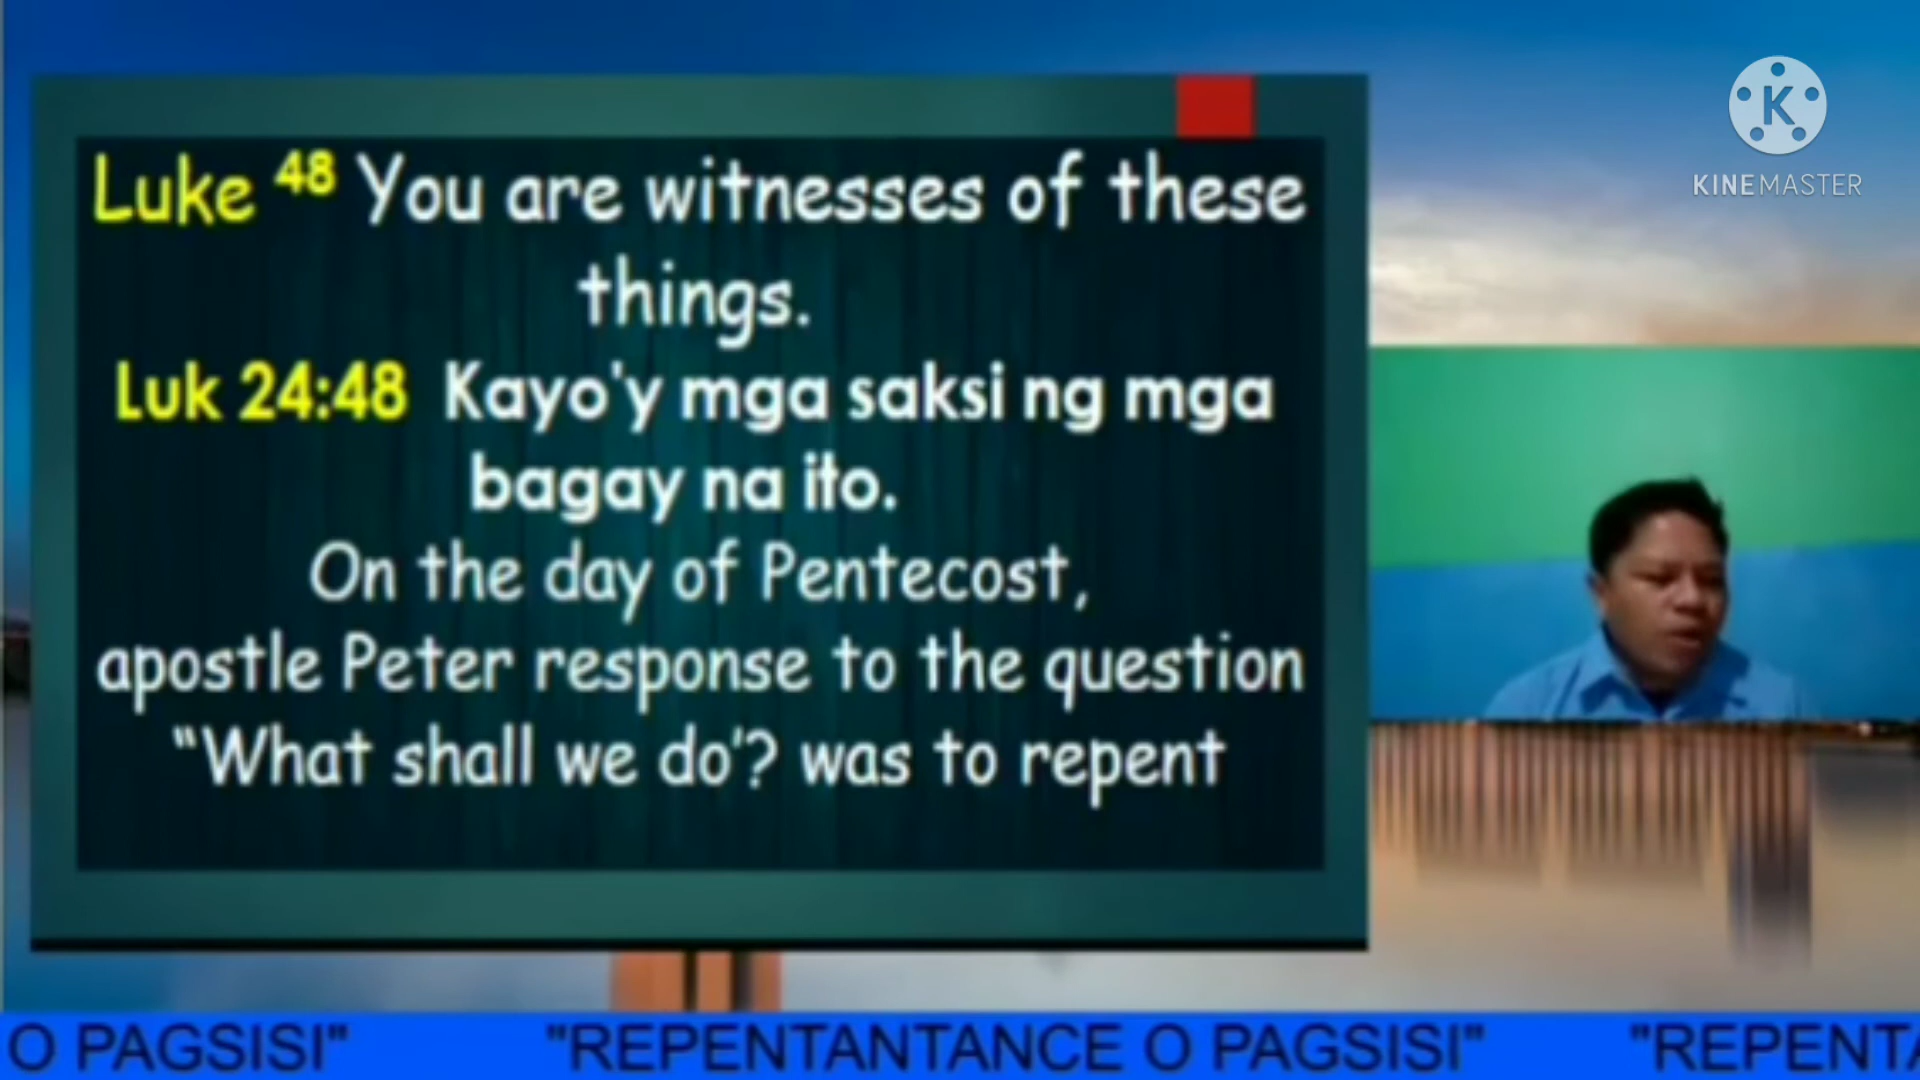 Luke 48 You are witnesses of these
things.
Luk 24:48 Kayo'y mga saksi ng mga
bagay na ito.
On the day of Pentecost,
apostle Peter response to the question
“What shall we do'? was to repent
K
KINEMASTER
O PAGSISI" "REPENTANTANCE O PAGSISI" "REPENTA